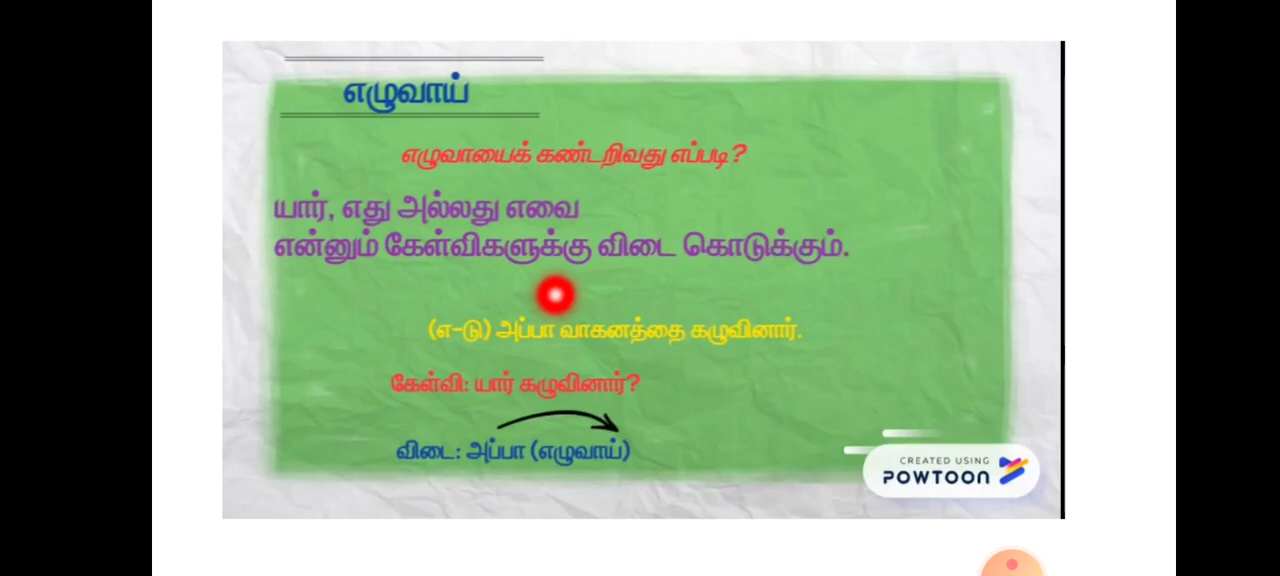 எழுவாய்
எழுவாயைக் கண்டறிவது எப்படி?
யார், எது அல்லது எவை
என்னும் கேள்விகளுக்கு விடை கொடுக்கும்.
(எ-டு) அப்பா வாகனத்தை கழுவினார்.
கேள்வி: யார் கழுவினார்?
விடை: அப்பா (எழுவாய்)
CREATED USING
POWTOON